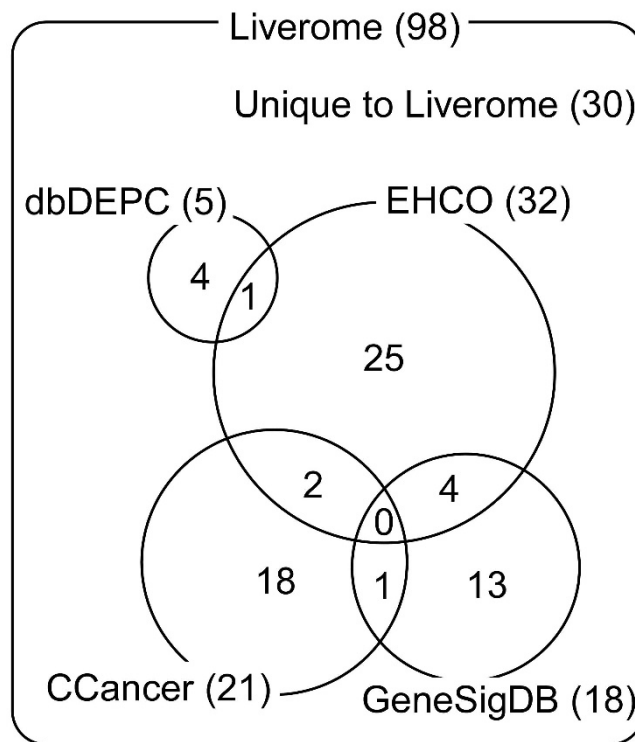 Liverome (98)
Unique to Liverome (30)
dbDEPC (5)
EHCO (32)
4
1
25
2
4
0
18
1
13
CCancer (21)
GeneSigDB (18)